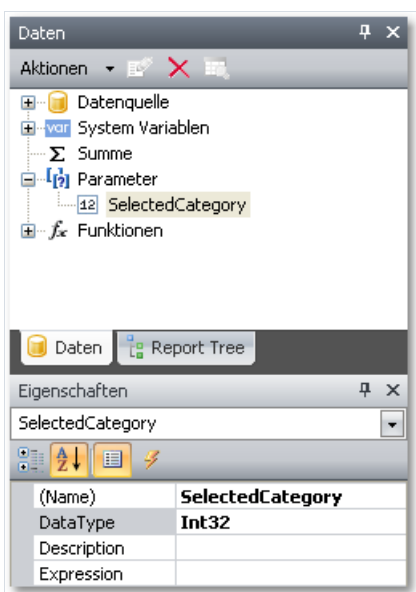 Daten
Aktionen
Datenquelle
var System Variablen
Σ Summe
[?] Parameter
12 SelectedCategory
fx Funktionen
Daten Report Tree
Eigenschaften
SelectedCategory
A Z
(Name) SelectedCategory
DataType Int32
Description
Expression